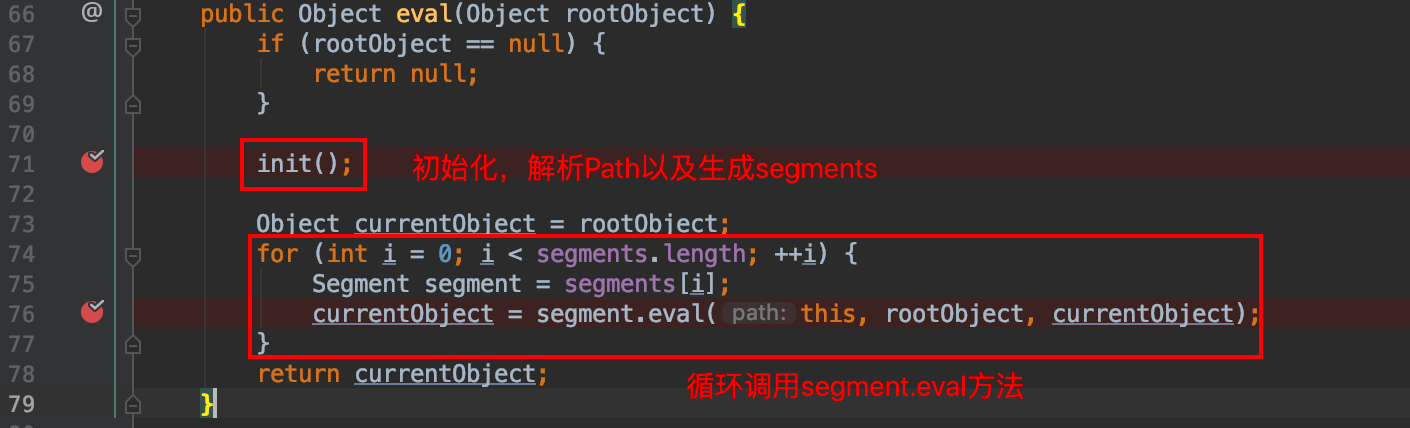 66 @ public Object eval(Object rootObject) {
67 if (rootObject == null) {
68 return null;
69 }
70
71 init(); 初始化，解析Path以及生成segments
72
73 Object currentObject = rootObject;
74 for (int i = 0; i < segments.length; ++i) {
75 Segment segment = segments[i];
76 currentObject = segment.eval( path: this, rootObject, currentObject);
77 }
78 return currentObject;
循环调用segment.eval方法
79 }